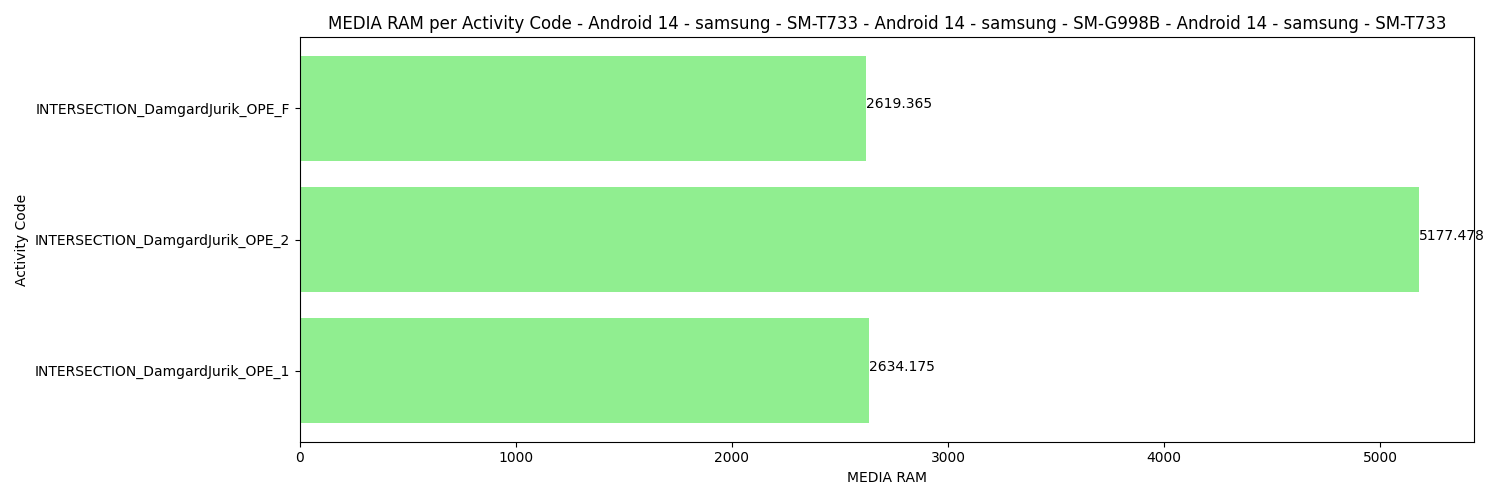 MEDIA RAM per Activity Code - Android 14 - samsung - SM-T733 - Android 14 - samsung - SM-G998B - Android 14 - samsung - SM-T733
INTERSECTION_DamgardJurik_OPE_F
2619.365
INTERSECTION_DamgardJurik_OPE_2
5177.478
INTERSECTION_DamgardJurik_OPE_1
2634.175
Activity Code
0 1000 2000 3000 4000 5000
MEDIA RAM